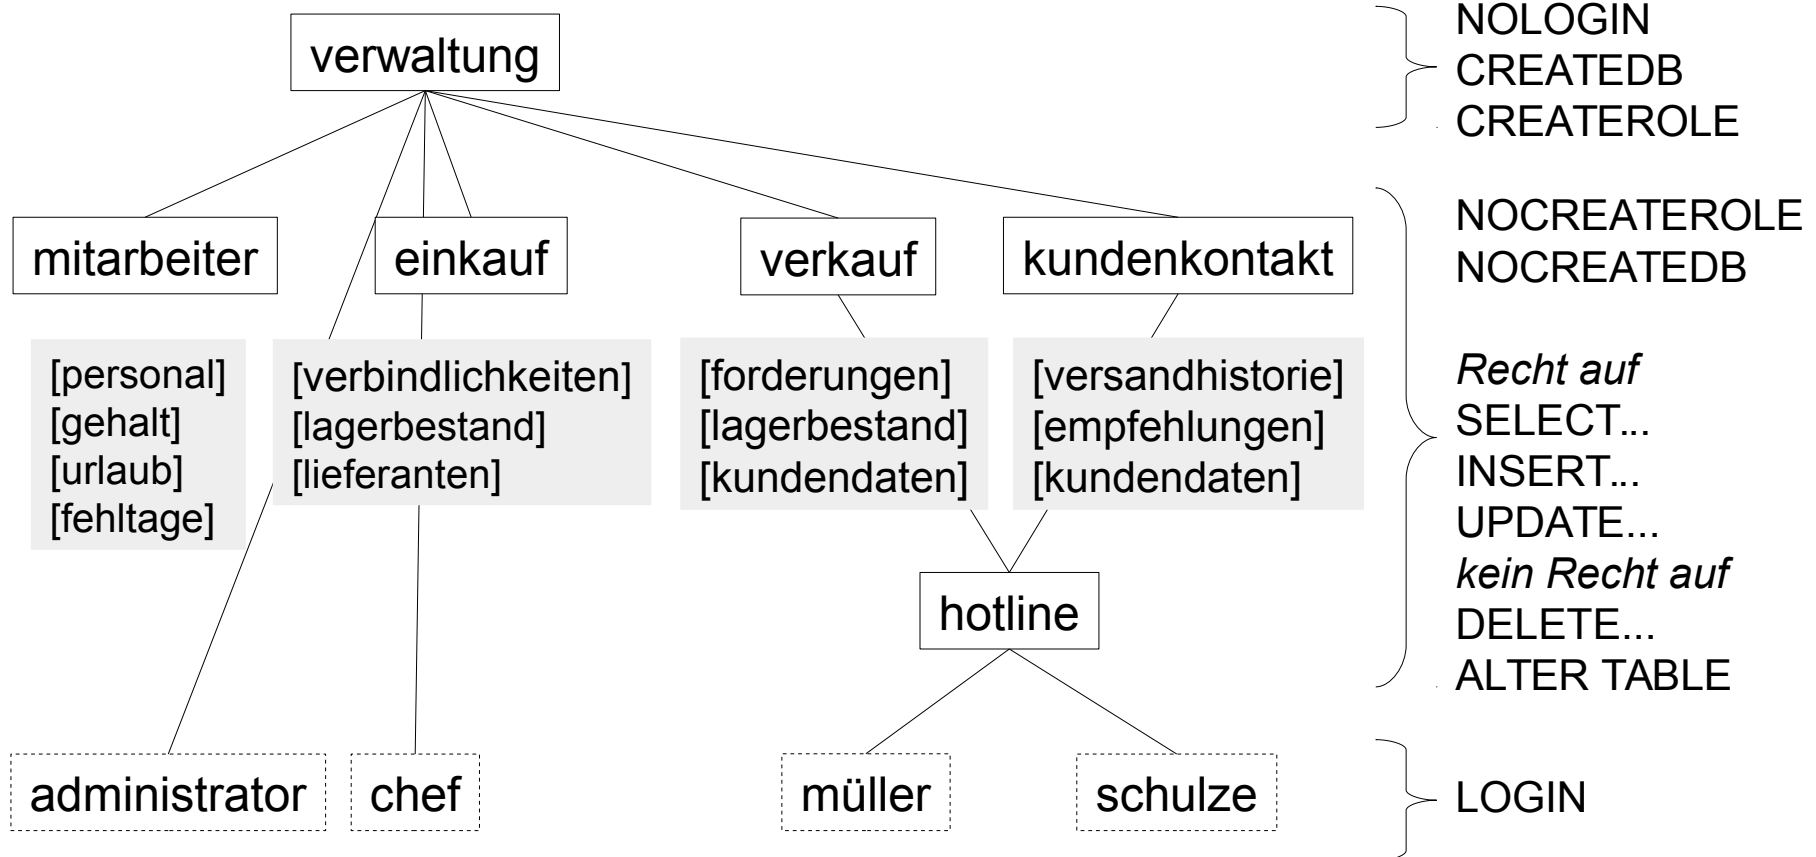 verwaltung
NOLOGIN
CREATEDB
CREATEROLE
mitarbeiter
einkauf
verkauf
kundenkontakt
NOCREATEROLE
NOCREATEDB
[personal]
[gehalt]
[urlaub]
[fehltage]
[verbindlichkeiten]
[lagerbestand]
[lieferanten]
[forderungen]
[lagerbestand]
[kundendaten]
[versandhistorie]
[empfehlungen]
[kundendaten]
Recht auf
SELECT...
INSERT...
UPDATE...
kein Recht auf
DELETE...
ALTER TABLE
hotline
administrator
chef
müller
schulze
LOGIN